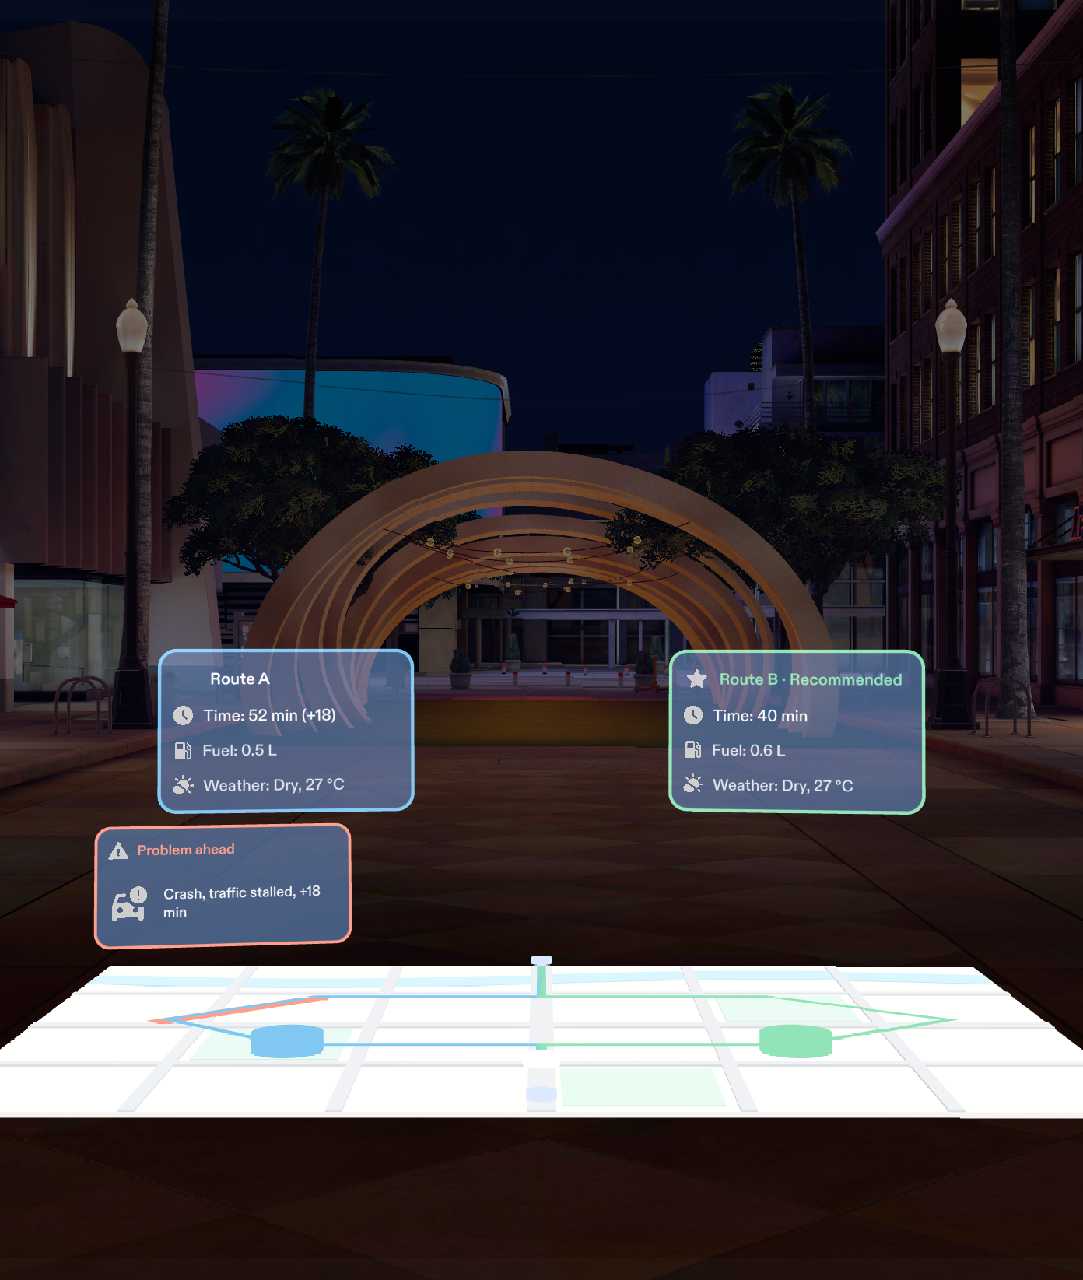 Route A
Time: 52 min (+18)
Fuel: 0.5 L
Weather: Dry, 27 °C
Route B · Recommended
Time: 40 min
Fuel: 0.6 L
Weather: Dry, 27 °C
Problem ahead
Crash, traffic stalled, +18
min